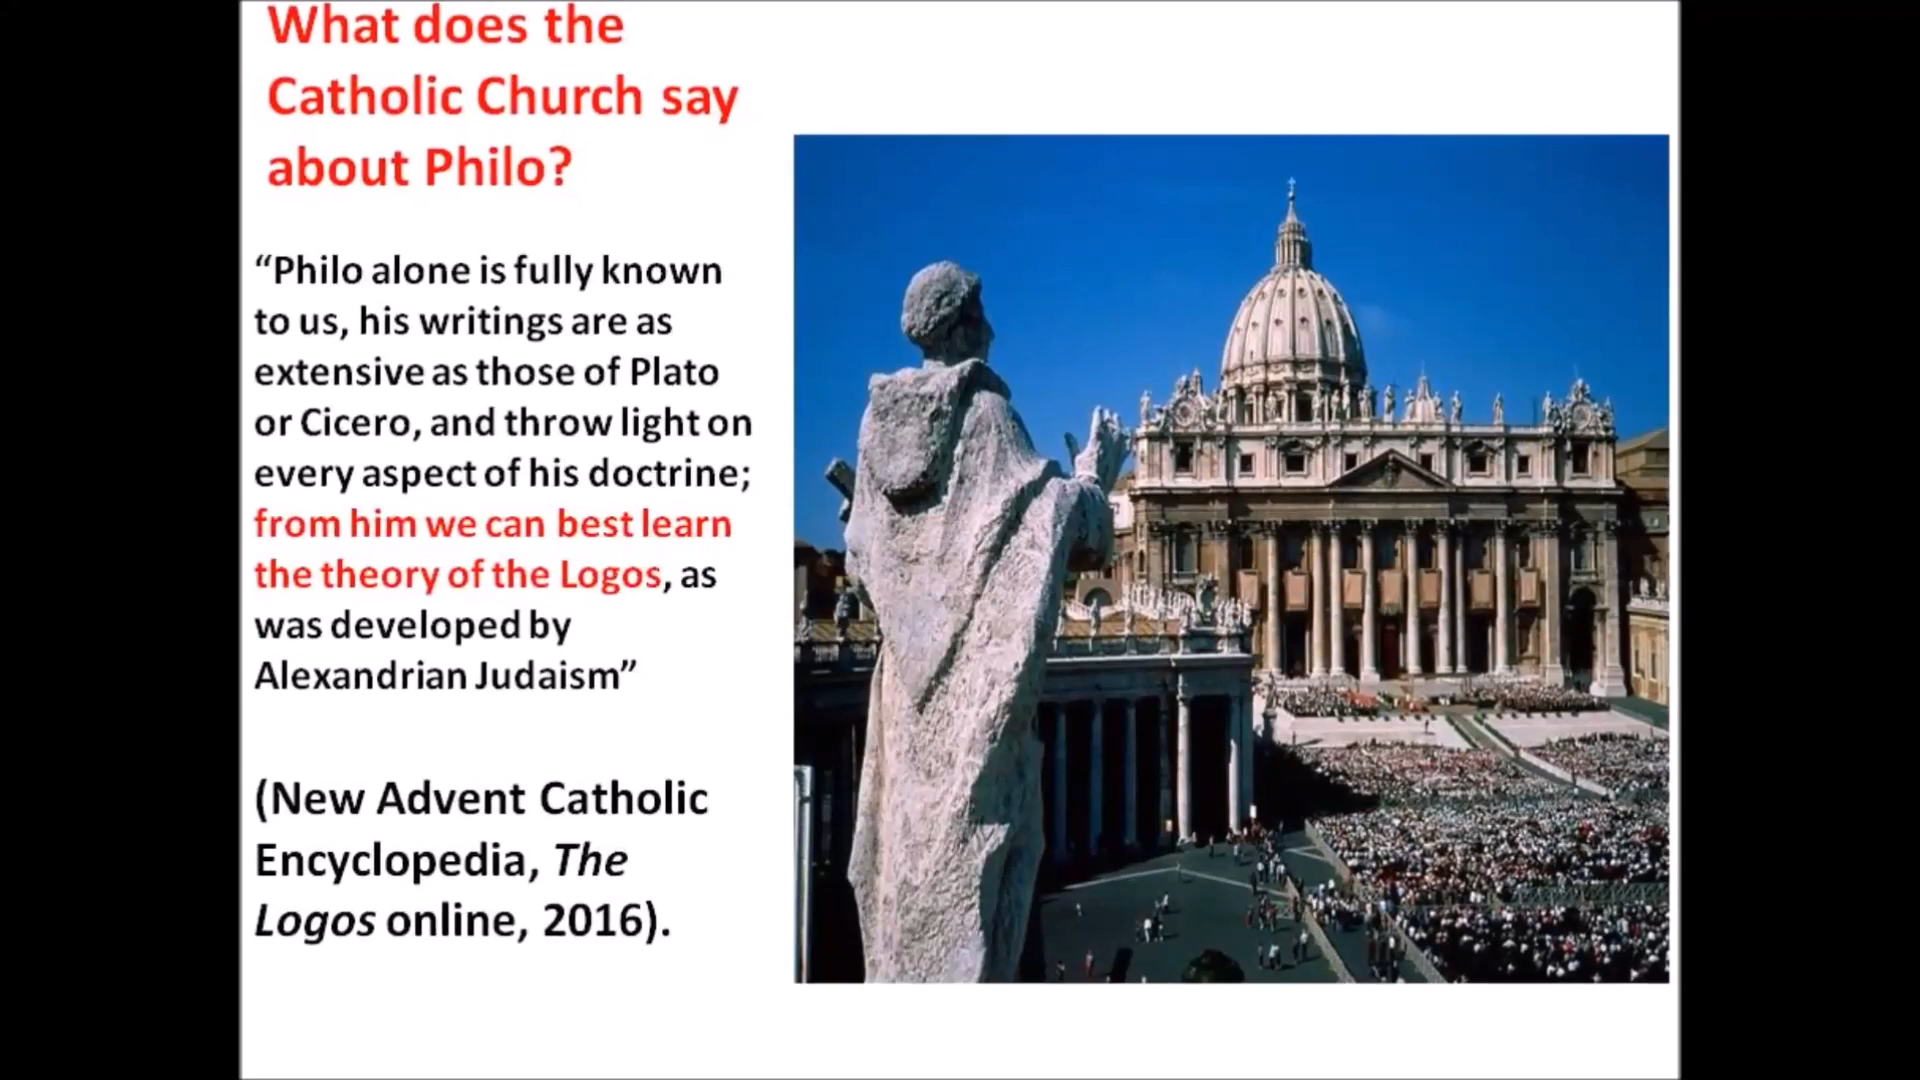 What does the
Catholic Church say
about Philo?
“Philo alone is fully known
to us, his writings are as
extensive as those of Plato
or Cicero, and throw light on
every aspect of his doctrine;
from him we can best learn
the theory of the Logos, as
was developed by
Alexandrian Judaism”
(New Advent Catholic
Encyclopedia, The
Logos online, 2016).